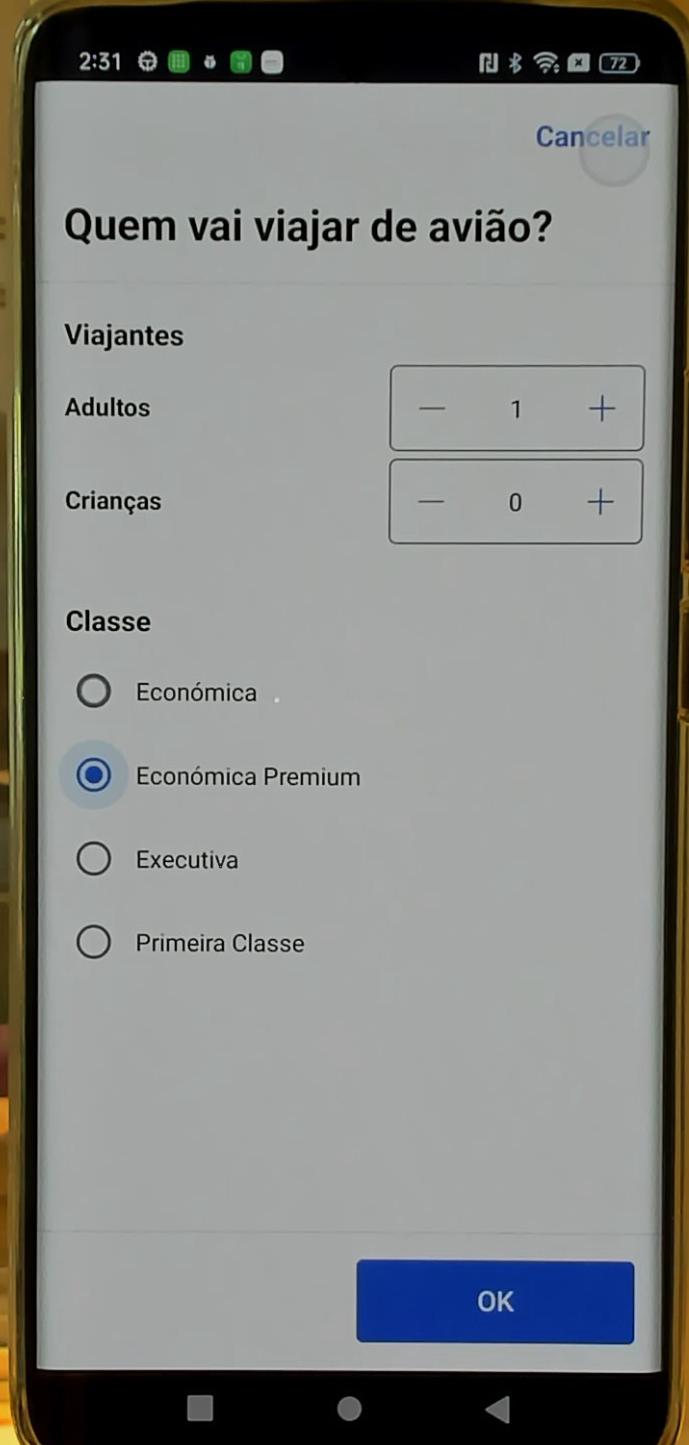 2:31 72
Cancelar
Quem vai viajar de avião?
Viajantes
Adultos — 1 +
Crianças — 0 +
Classe
Económica
Económica Premium
Executiva
Primeira Classe
OK